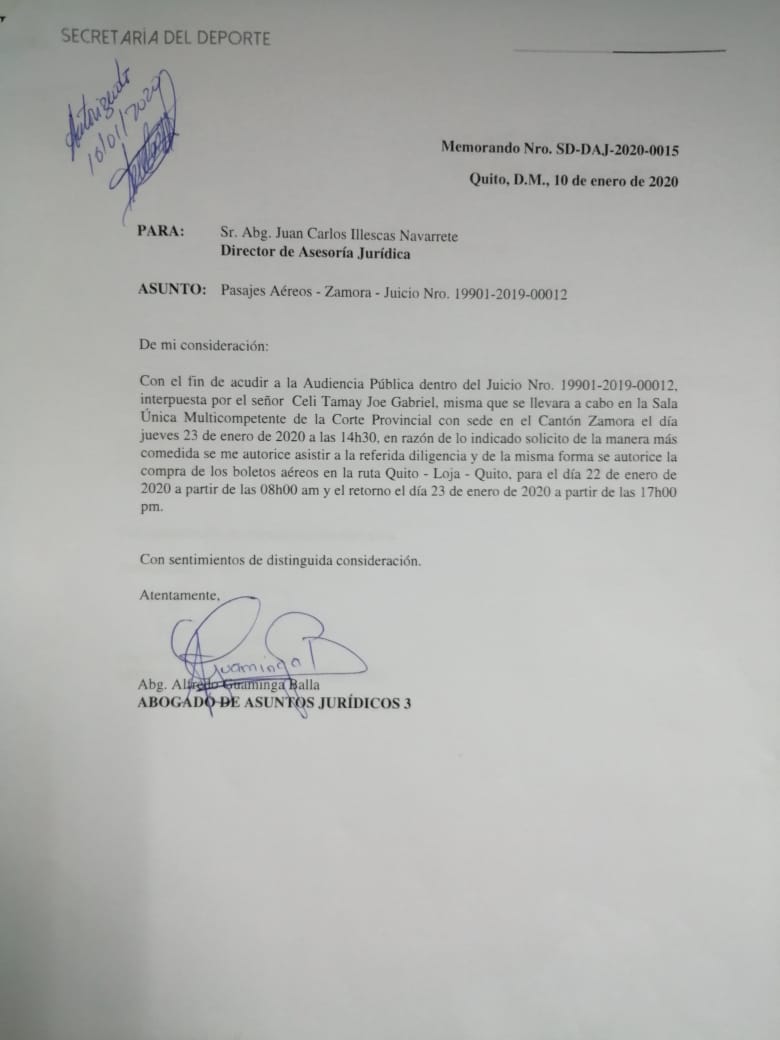 SECRETARÍA DEL DEPORTE
Autorizado
10/01/2020
Memorando Nro. SD-DAJ-2020-0015
Quito, D.M., 10 de enero de 2020
PARA: Sr. Abg. Juan Carlos Illescas Navarrete
Director de Asesoría Jurídica
ASUNTO: Pasajes Aéreos - Zamora - Juicio Nro. 19901-2019-00012
De mi consideración:
Con el fin de acudir a la Audiencia Pública dentro del Juicio Nro. 19901-2019-00012,
interpuesta por el señor Celi Tamay Joe Gabriel, misma que se llevara a cabo en la Sala
Única Multicompetente de la Corte Provincial con sede en el Cantón Zamora el día
jueves 23 de enero de 2020 a las 14h30, en razón de lo indicado solicito de la manera más
comedida se me autorice asistir a la referida diligencia y de la misma forma se autorice la
compra de los boletos aéreos en la ruta Quito - Loja - Quito, para el día 22 de enero de
2020 a partir de las 08h00 am y el retorno el día 23 de enero de 2020 a partir de las 17h00
pm.
Con sentimientos de distinguida consideración.
Atentamente,
Guaminga B
Abg. Alfredo Guaminga Balla
ABOGADO DE ASUNTOS JURÍDICOS 3